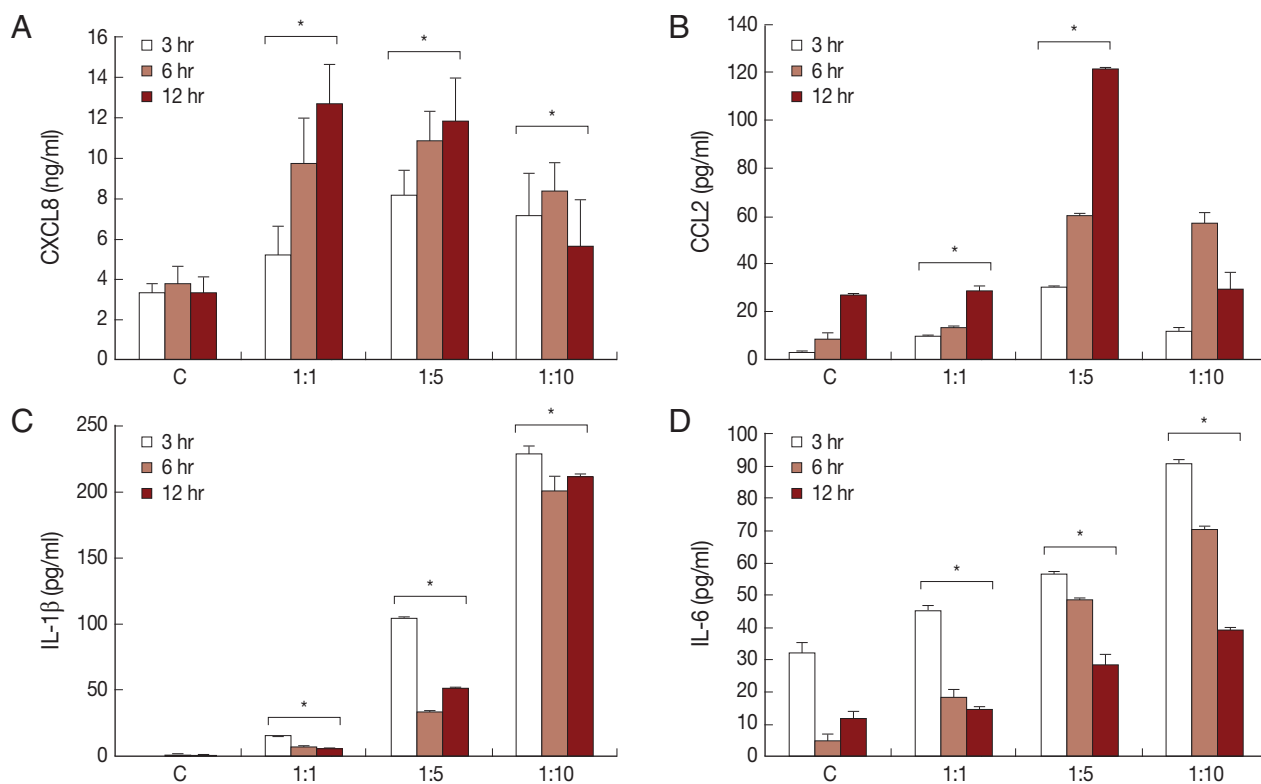 A
CXCL8 (ng/ml)
16
14
12
10
8
6
4
2
0
3 hr
6 hr
12 hr
*
*
*
C 1:1 1:5 1:10
B
CCL2 (pg/ml)
140
120
100
80
60
40
20
0
3 hr
6 hr
12 hr
*
*
C 1:1 1:5 1:10
C
IL-1β (pg/ml)
250
200
150
100
50
0
3 hr
6 hr
12 hr
*
*
*
C 1:1 1:5 1:10
D
IL-6 (pg/ml)
100
90
80
70
60
50
40
30
20
10
0
3 hr
6 hr
12 hr
*
*
*
C 1:1 1:5 1:10